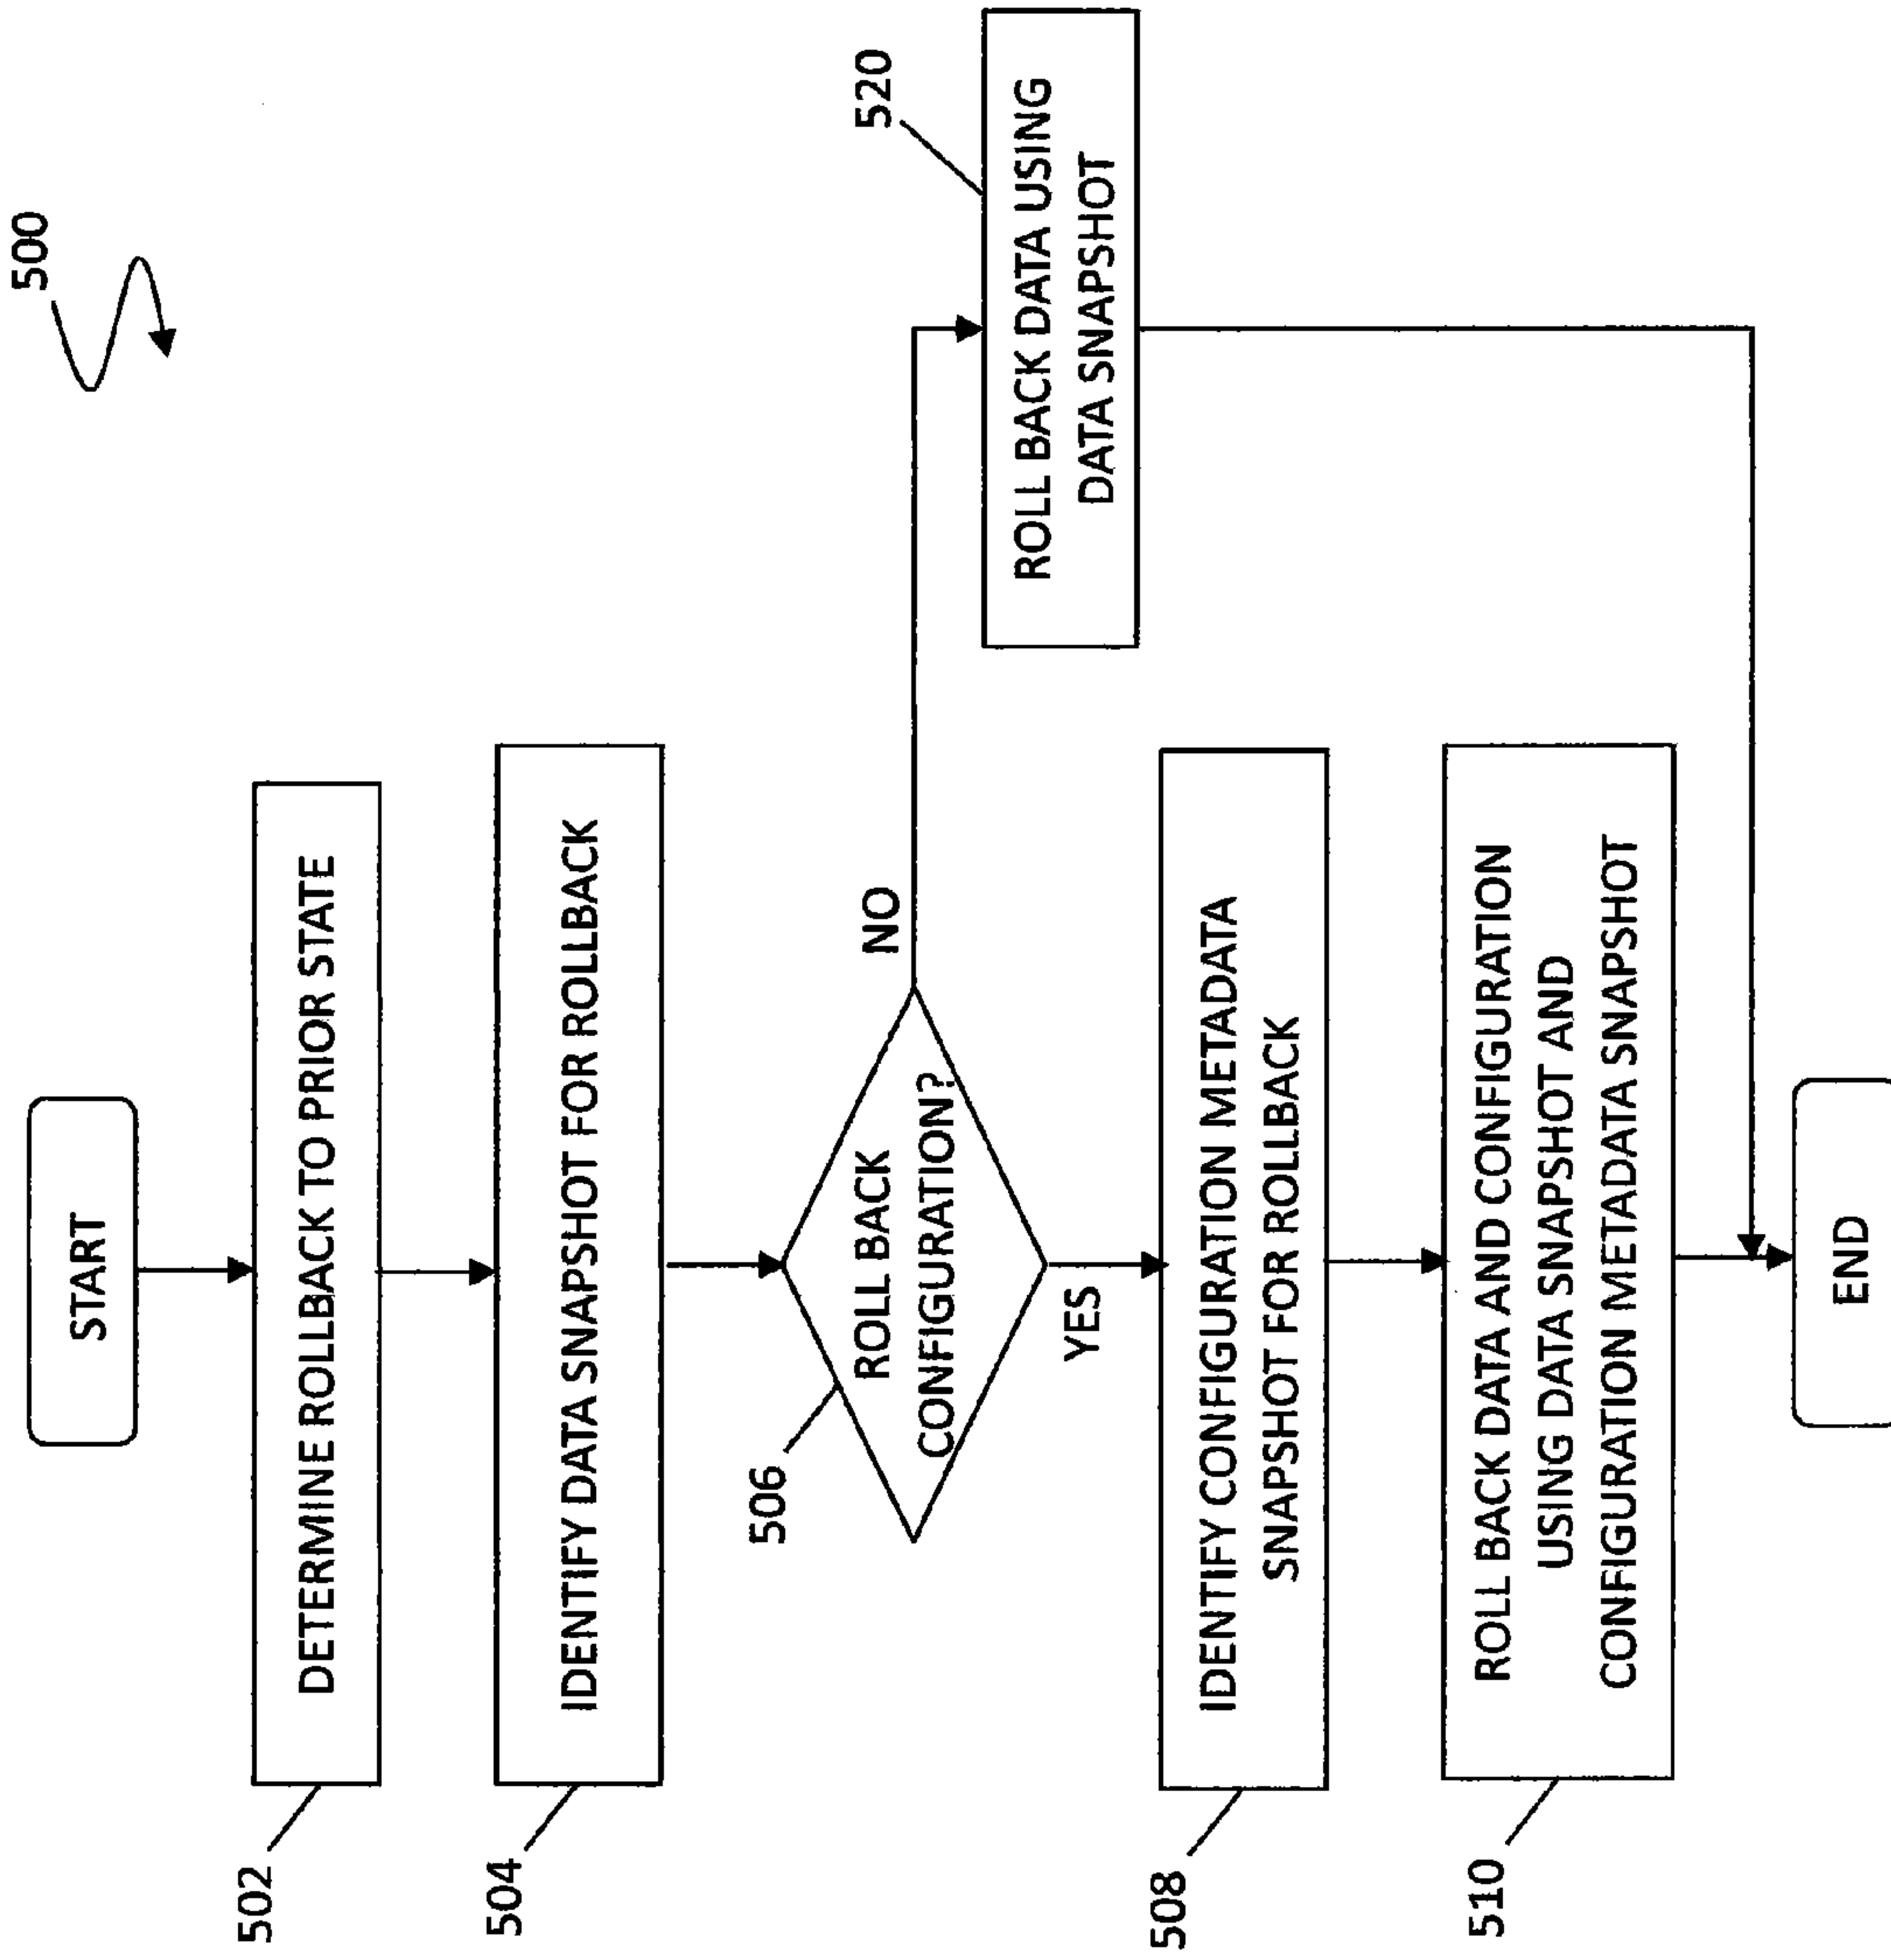 500
START
502
DETERMINE ROLLBACK TO PRIOR STATE
504
IDENTIFY DATA SNAPSHOT FOR ROLLBACK
506
ROLL BACK
CONFIGURATION?
NO
YES
520
ROLL BACK DATA USING
DATA SNAPSHOT
508
IDENTIFY CONFIGURATION METADATA
SNAPSHOT FOR ROLLBACK
510
ROLL BACK DATA AND CONFIGURATION
USING DATA SNAPSHOT AND
CONFIGURATION METADATA SNAPSHOT
END